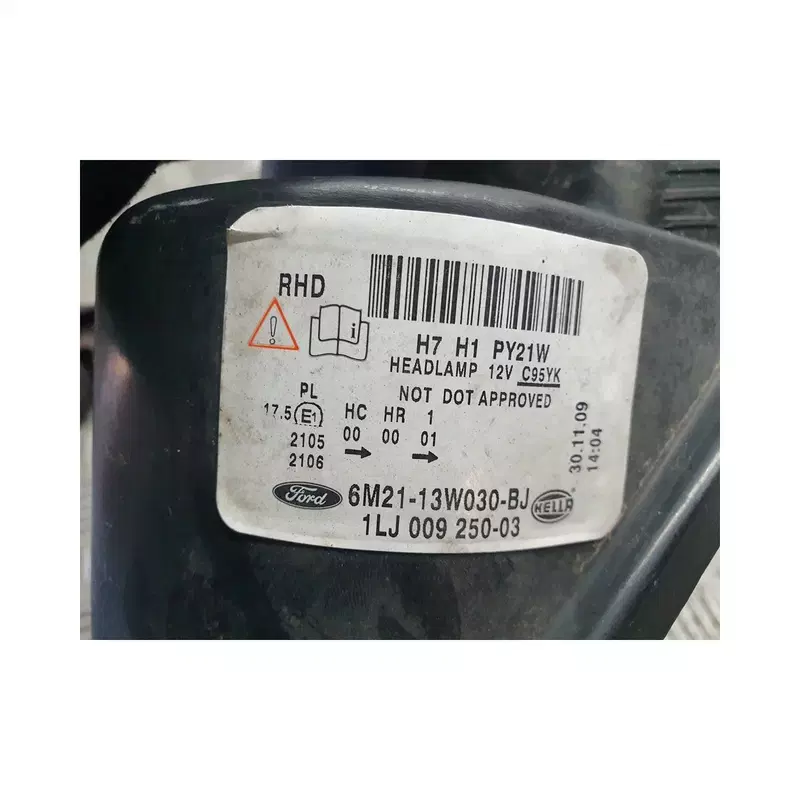 RHD
H7 H1 PY21W
HEADLAMP 12V C95YK
NOT DOT APPROVED
PL
17.5 E1 HC HR 1
2105 00 00 01
2106 → →
30.11.09
14:04
Ford 6M21-13W030-BJ HELLA
1LJ 009 250-03